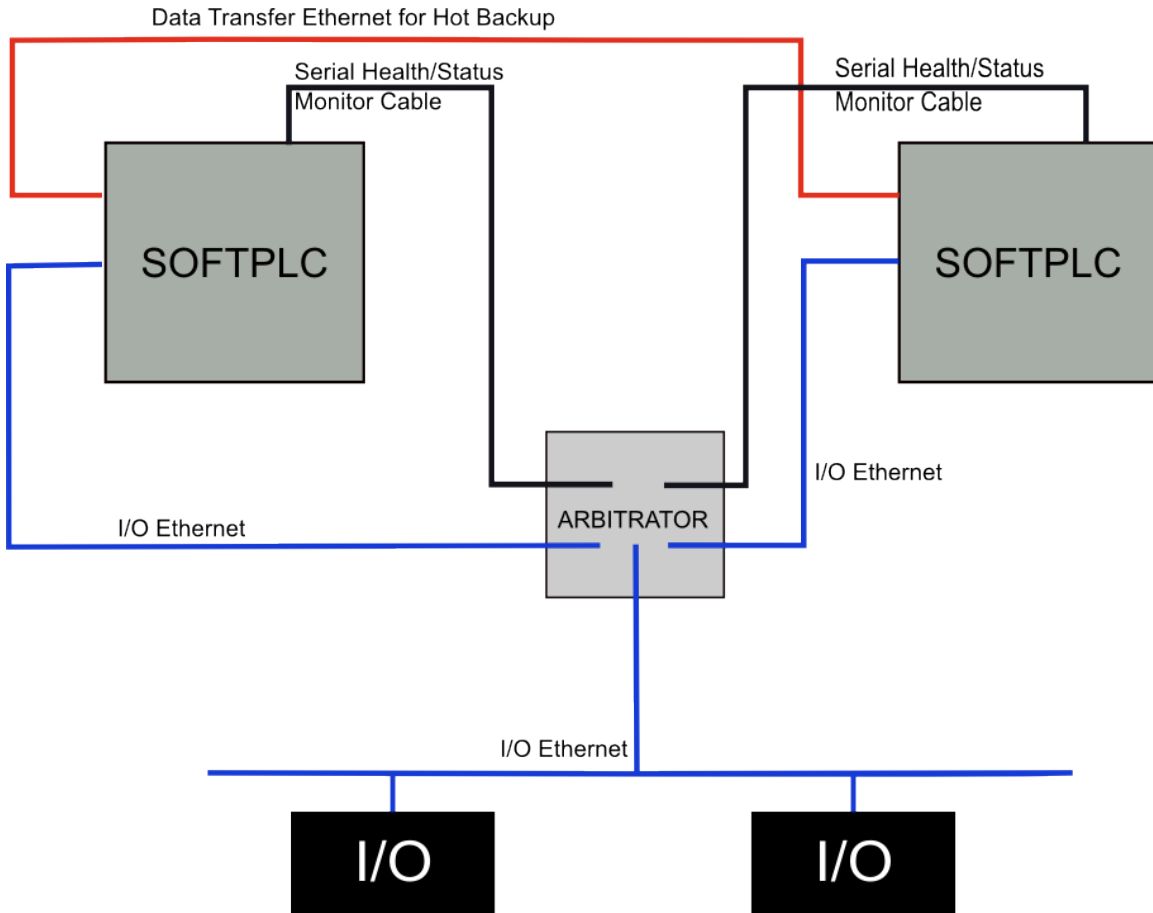 Data Transfer Ethernet for Hot Backup
Serial Health/Status
Monitor Cable
Serial Health/Status
Monitor Cable
SOFTPLC
SOFTPLC
I/O Ethernet
ARBITRATOR
I/O Ethernet
I/O Ethernet
I/O
I/O